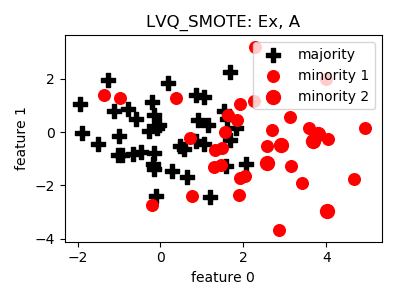 LVQ_SMOTE: Ex, A
majority
minority 1
minority 2
feature 1
2
0
−2
−4
−2
0
2
4
feature 0